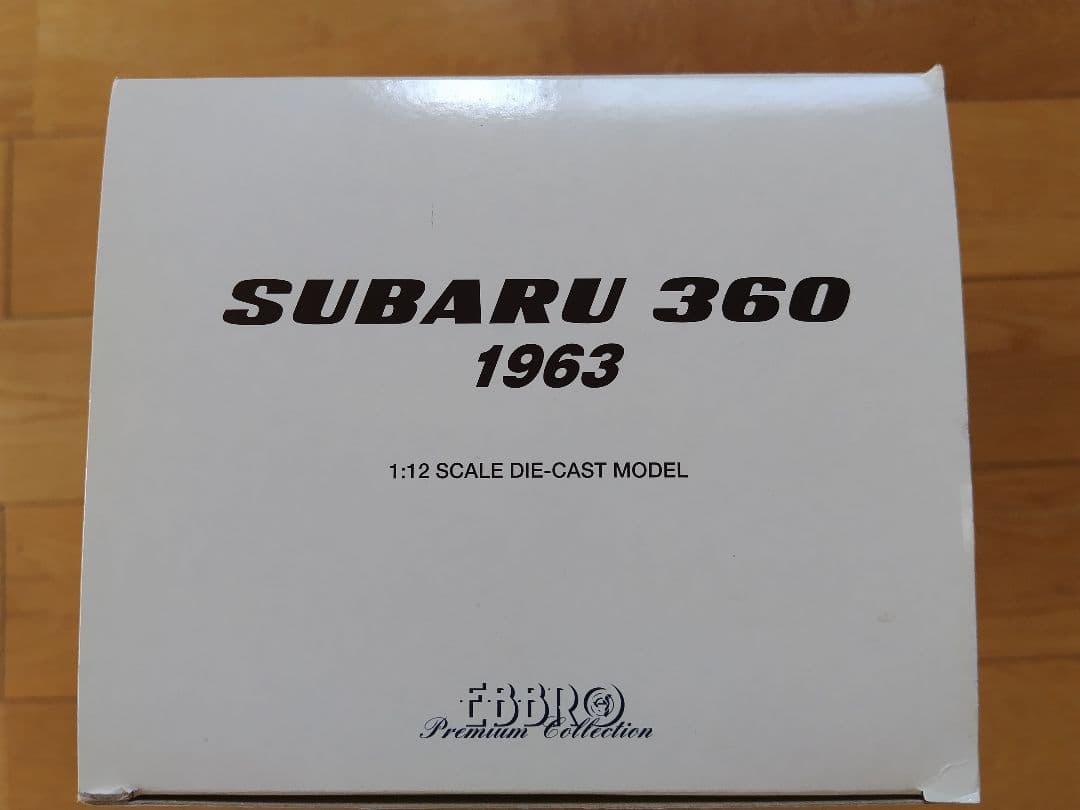 SUBARU 360
1963
1:12 SCALE DIE-CAST MODEL
EBBRO
Premium Collection